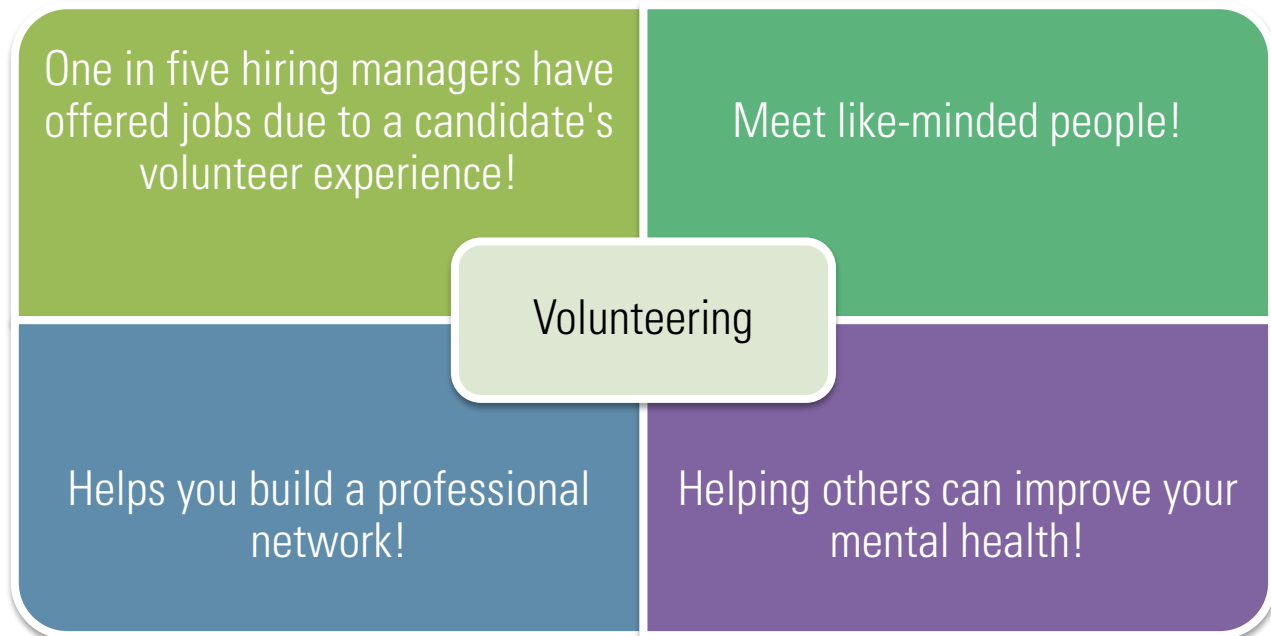 One in five hiring managers have
offered jobs due to a candidate's
volunteer experience!
Meet like-minded people!
Volunteering
Helps you build a professional
network!
Helping others can improve your
mental health!